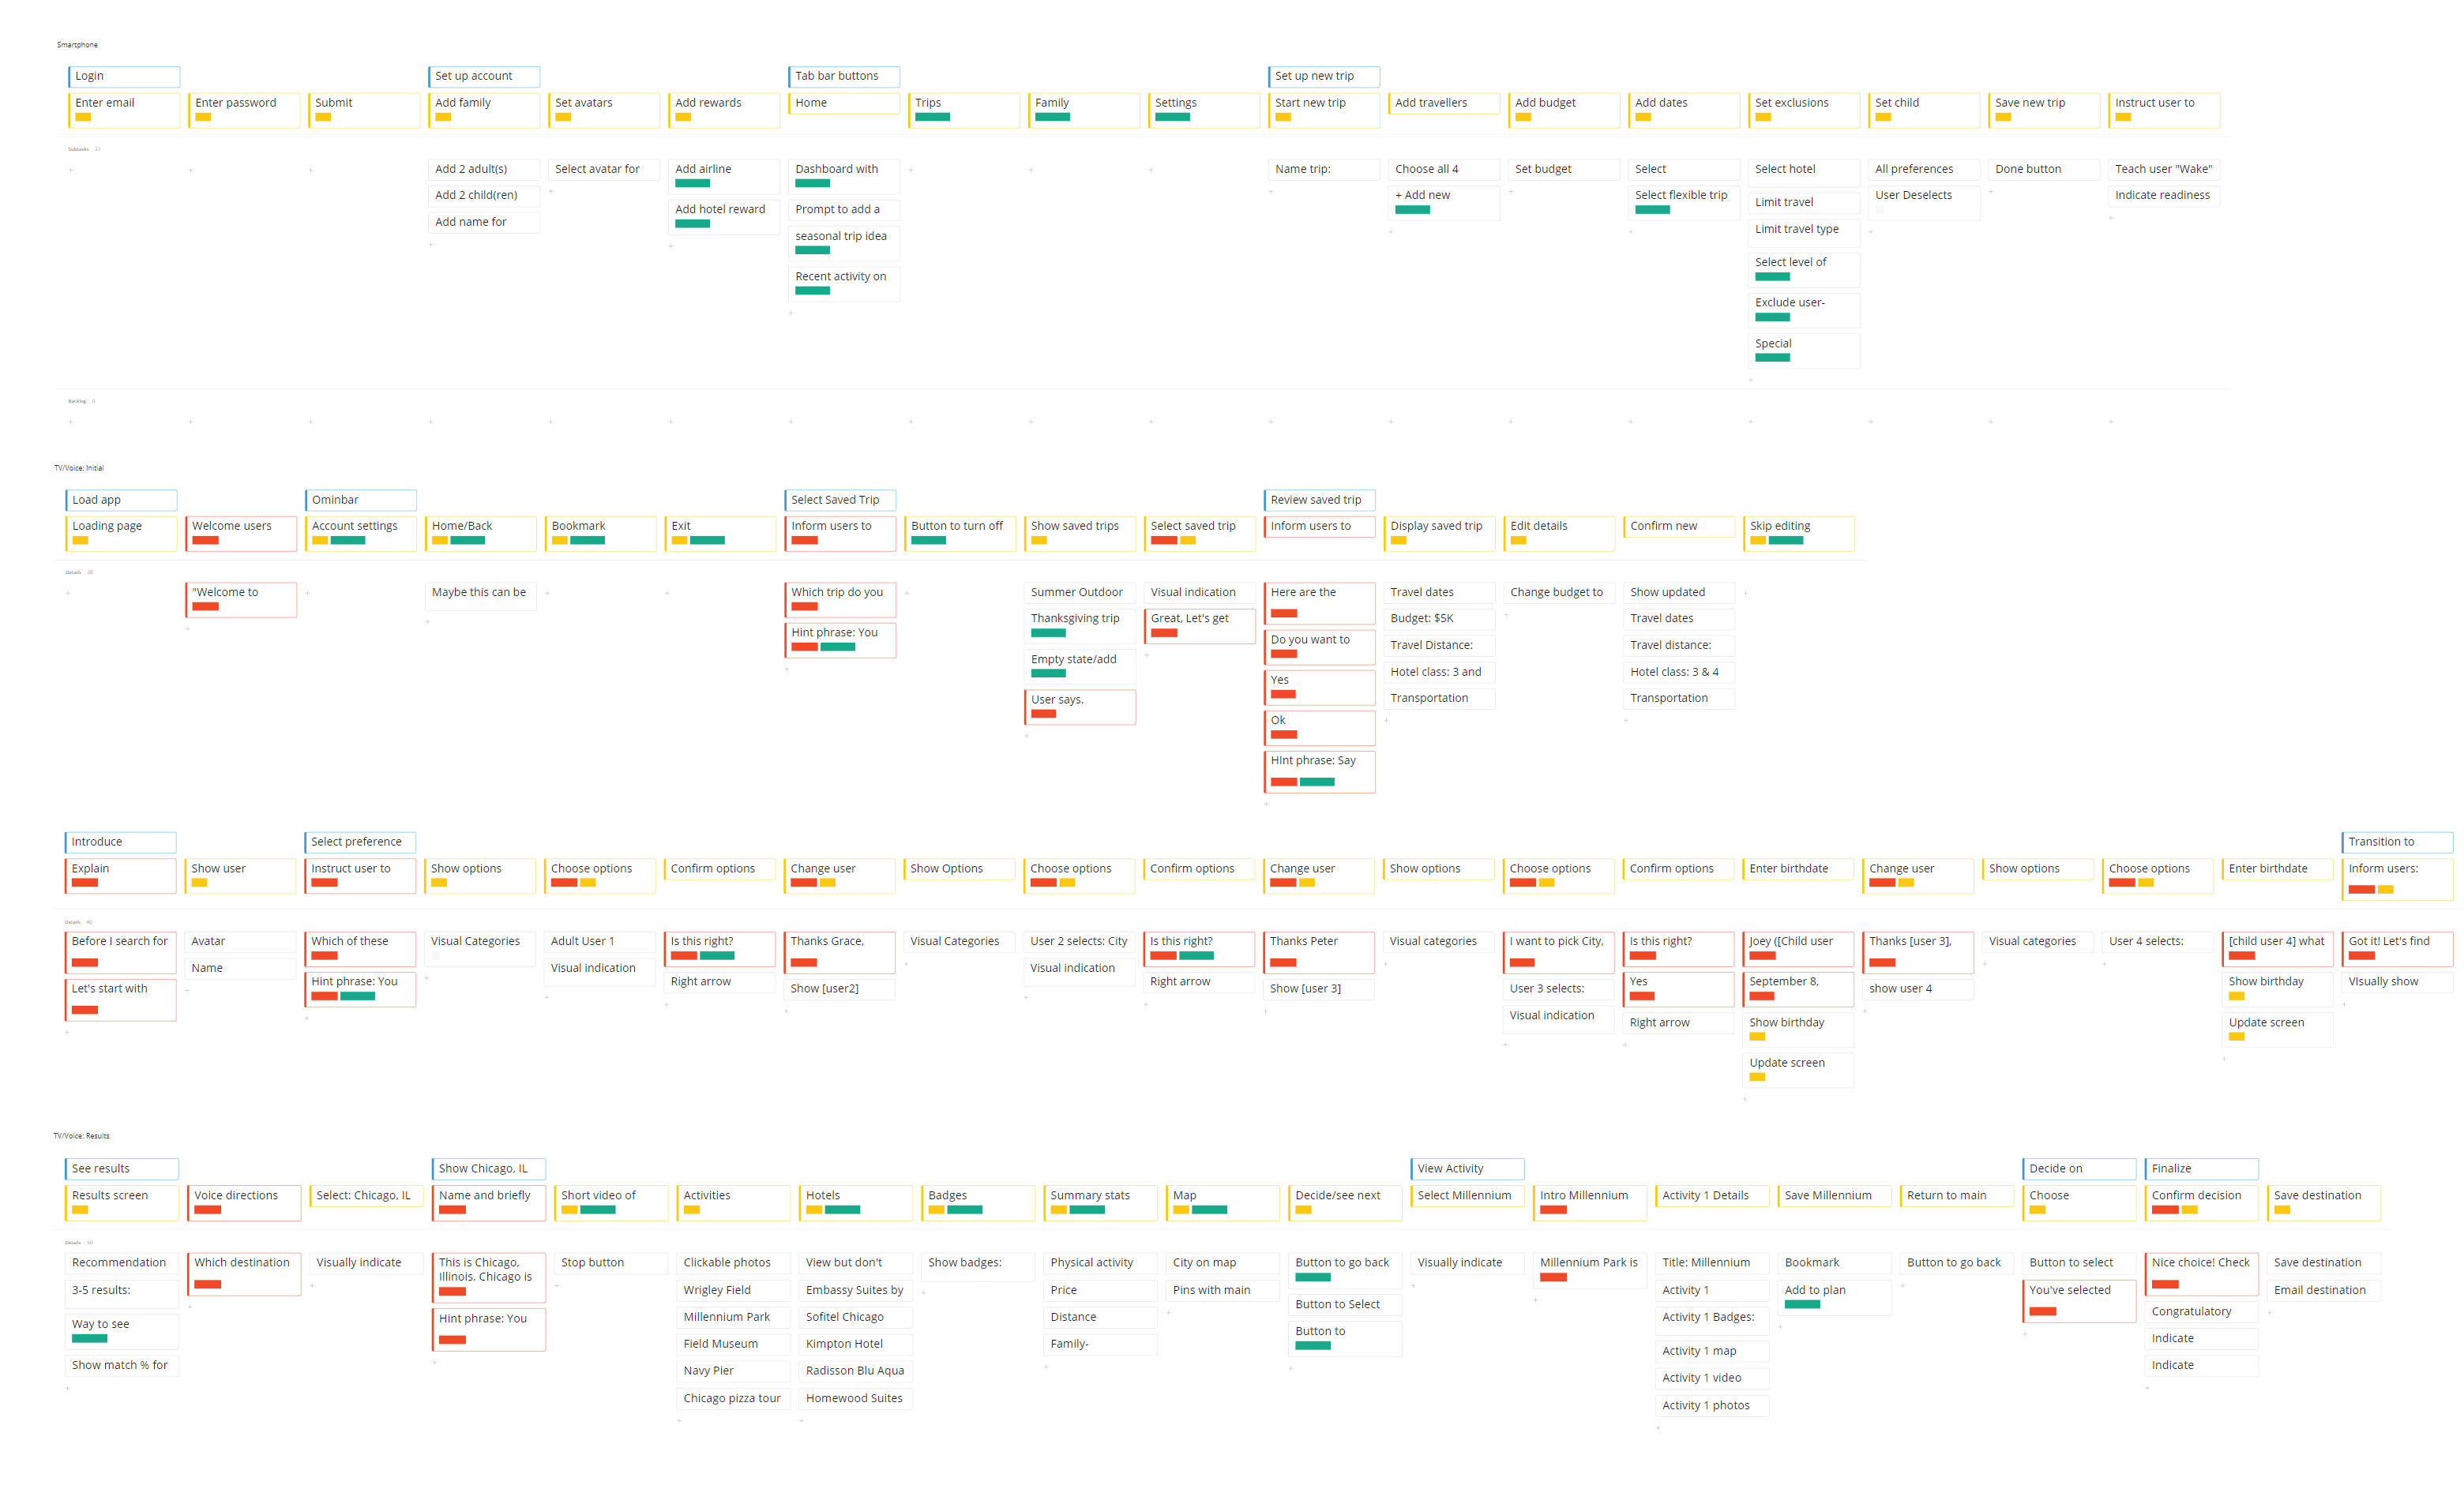 Smartphone
Login
Set up account
Tab bar buttons
Set up new trip
Enter email
Enter password
Submit
Add family
Set avatars
Add rewards
Home
Trips
Family
Settings
Start new trip
Add travellers
Add budget
Add dates
Set exclusions
Set child
Save new trip
Instruct user to
Subtasks 27
Add 2 adult(s)
Add 2 child(ren)
Add name for
Select avatar for
Add airline
Add hotel reward
Dashboard with
Prompt to add a
seasonal trip idea
Recent activity on
Name trip:
Choose all 4
+ Add new
Set budget
Select
Select flexible trip
Select hotel
Limit travel
Limit travel type
Select level of
Exclude user-
Special
All preferences
User Deselects
Done button
Teach user "Wake"
Indicate readiness
Backlog 0
TV/Voice: Initial
Load app
Ominbar
Select Saved Trip
Review saved trip
Loading page
Welcome users
Account settings
Home/Back
Bookmark
Exit
Inform users to
Button to turn off
Show saved trips
Select saved trip
Inform users to
Display saved trip
Edit details
Confirm new
Skip editing
Details 26
"Welcome to
Maybe this can be
Which trip do you
Hint phrase: You
Summer Outdoor
Thanksgiving trip
Empty state/add
User says.
Visual indication
Great, Let's get
Here are the
Do you want to
Yes
Ok
HInt phrase: Say
Travel dates
Budget: $5K
Travel Distance:
Hotel class: 3 and
Transportation
Change budget to
Show updated
Travel dates
Travel distance:
Hotel class: 3 & 4
Transportation
Introduce
Select preference
Transition to
Explain
Show user
Instruct user to
Show options
Choose options
Confirm options
Change user
Show Options
Choose options
Confirm options
Change user
Show options
Choose options
Confirm options
Enter birthdate
Change user
Show options
Choose options
Enter birthdate
Inform users:
Details
Before I search for
Let's start with
Avatar
Name
Which of these
Hint phrase: You
Visual Categories
Adult User 1
Visual indication
Is this right?
Right arrow
Thanks Grace,
Show [user2]
Visual Categories
User 2 selects: City
Visual indication
Is this right?
Right arrow
Thanks Peter
Show [user 3]
Visual categories
I want to pick City,
User 3 selects:
Visual indication
Is this right?
Yes
Right arrow
Joey ([Child user
September 8,
Show birthday
Update screen
Thanks [user 3],
show user 4
Visual categories
User 4 selects:
[child user 4] what
Show birthday
Update screen
Got it! Let's find
VIsually show
TV/Voice: Results
See results
Show Chicago, IL
View Activity
Decide on
Finalize
Results screen
Voice directions
Select: Chicago, IL
Name and briefly
Short video of
Activities
Hotels
Badges
Summary stats
Map
Decide/see next
Select Millennium
Intro Millennium
Activity 1 Details
Save Millennium
Return to main
Choose
Confirm decision
Save destination
Details
Recommendation
3-5 results:
Way to see
Show match % for
Which destination
Visually indicate
This is Chicago,
Illinois. Chicago is
Hint phrase: You
Stop button
Clickable photos
Wrigley Field
Millennium Park
Field Museum
Navy Pier
Chicago pizza tour
View but don't
Embassy Suites by
Sofitel Chicago
Kimpton Hotel
Radisson Blu Aqua
Homewood Suites
Show badges:
Physical activity
Price
Distance
Family-
City on map
Pins with main
Button to go back
Button to Select
Button to
Visually indicate
Millennium Park is
Title: Millennium
Activity 1
Activity 1 Badges:
Activity 1 map
Activity 1 video
Activity 1 photos
Bookmark
Add to plan
Button to go back
Button to select
You've selected
Nice choice! Check
Congratulatory
Indicate
Indicate
Save destination
Email destination